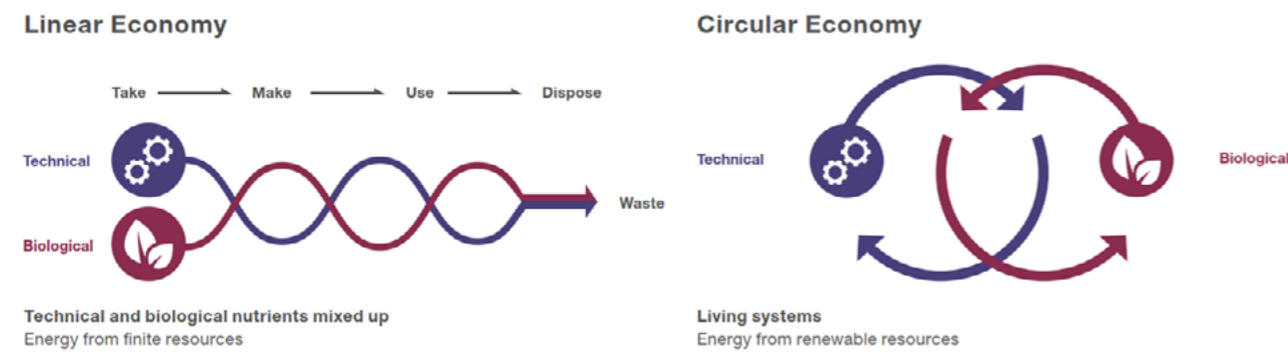 Linear Economy
Take Make Use Dispose
Technical
Biological
Waste
Technical and biological nutrients mixed up
Energy from finite resources
Circular Economy
Technical
Biological
Living systems
Energy from renewable resources